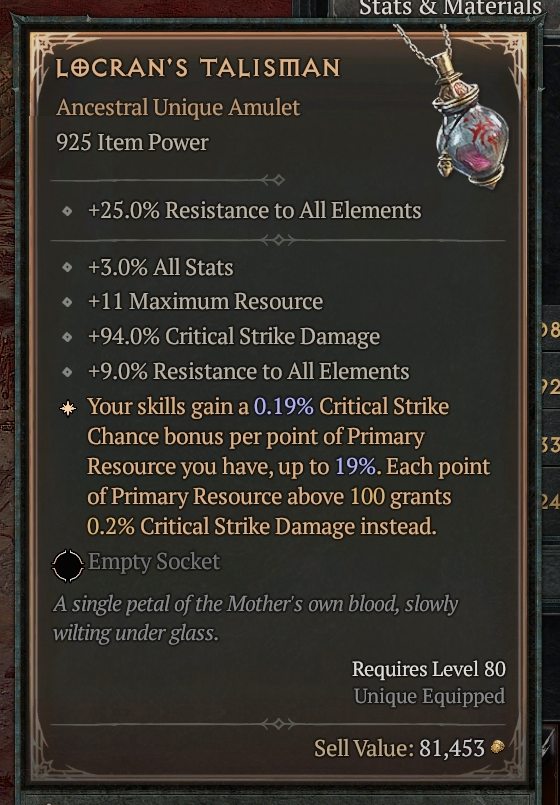 Stats & Materials
LOCRAN'S TALISMAN
Ancestral Unique Amulet
925 Item Power
+25.0% Resistance to All Elements
+3.0% All Stats
+11 Maximum Resource
+94.0% Critical Strike Damage
+9.0% Resistance to All Elements
Your skills gain a 0.19% Critical Strike
Chance bonus per point of Primary
Resource you have, up to 19%. Each point
of Primary Resource above 100 grants
0.2% Critical Strike Damage instead.
Empty Socket
A single petal of the Mother's own blood, slowly
wilting under glass.
Requires Level 80
Unique Equipped
Sell Value: 81,453